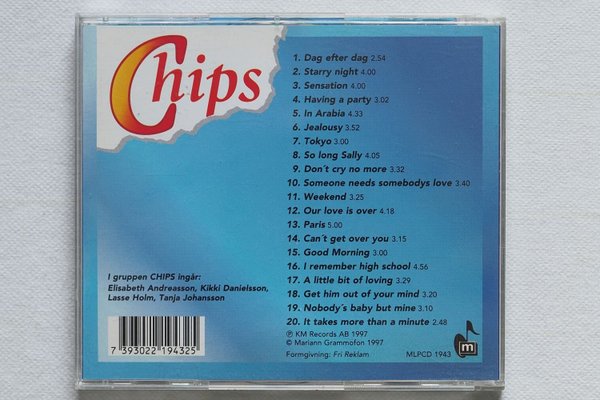 Chips
1. Dag efter dag 2.54
2. Starry night 4.00
3. Sensation 4.00
4. Having a party 3.02
5. In Arabia 4.33
6. Jealousy 3.52
7. Tokyo 3.00
8. So long Sally 4.05
9. Don´t cry no more 3.32
10. Someone needs somebodys love 3.40
11. Weekend 3.25
12. Our love is over 4.18
13. Paris 5.00
14. Can´t get over you 3.15
15. Good Morning 3.00
16. I remember high school 4.56
17. A little bit of loving 3.29
18. Get him out of your mind 3.20
19. Nobody´s baby but mine 3.10
20. It takes more than a minute 2.48
I gruppen CHIPS ingår:
Elisabeth Andreasson, Kikki Danielsson,
Lasse Holm, Tanja Johansson
7 393022 194325
℗ KM Records AB 1997
© Mariann Grammofon 1997
Formgivning: Fri Reklam
MLPCD 1943
m